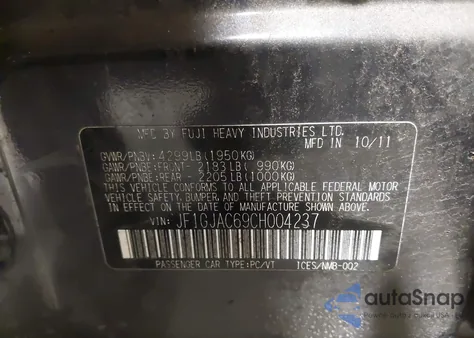 MFD BY FUJI HEAVY INDUSTRIES LTD.
MFD IN 10/11
GVWR/PNBV: 4299LB(1950KG)
GAWR/PNBE:FRONT - 2183LB( 990KG)
GAWR/PNBE:REAR - 2205LB(1000KG)
THIS VEHICLE CONFORMS TO ALL APPLICABLE FEDERAL MOTOR
VEHICLE SAFETY, BUMPER, AND THEFT PREVENTION STANDARDS
IN EFFECT ON THE DATE OF MANUFACTURE SHOWN ABOVE.
VIN: JF1GJAC69CH004237
PASSENGER CAR TYPE:PC/VT ICES/NMB-002
autoSnap